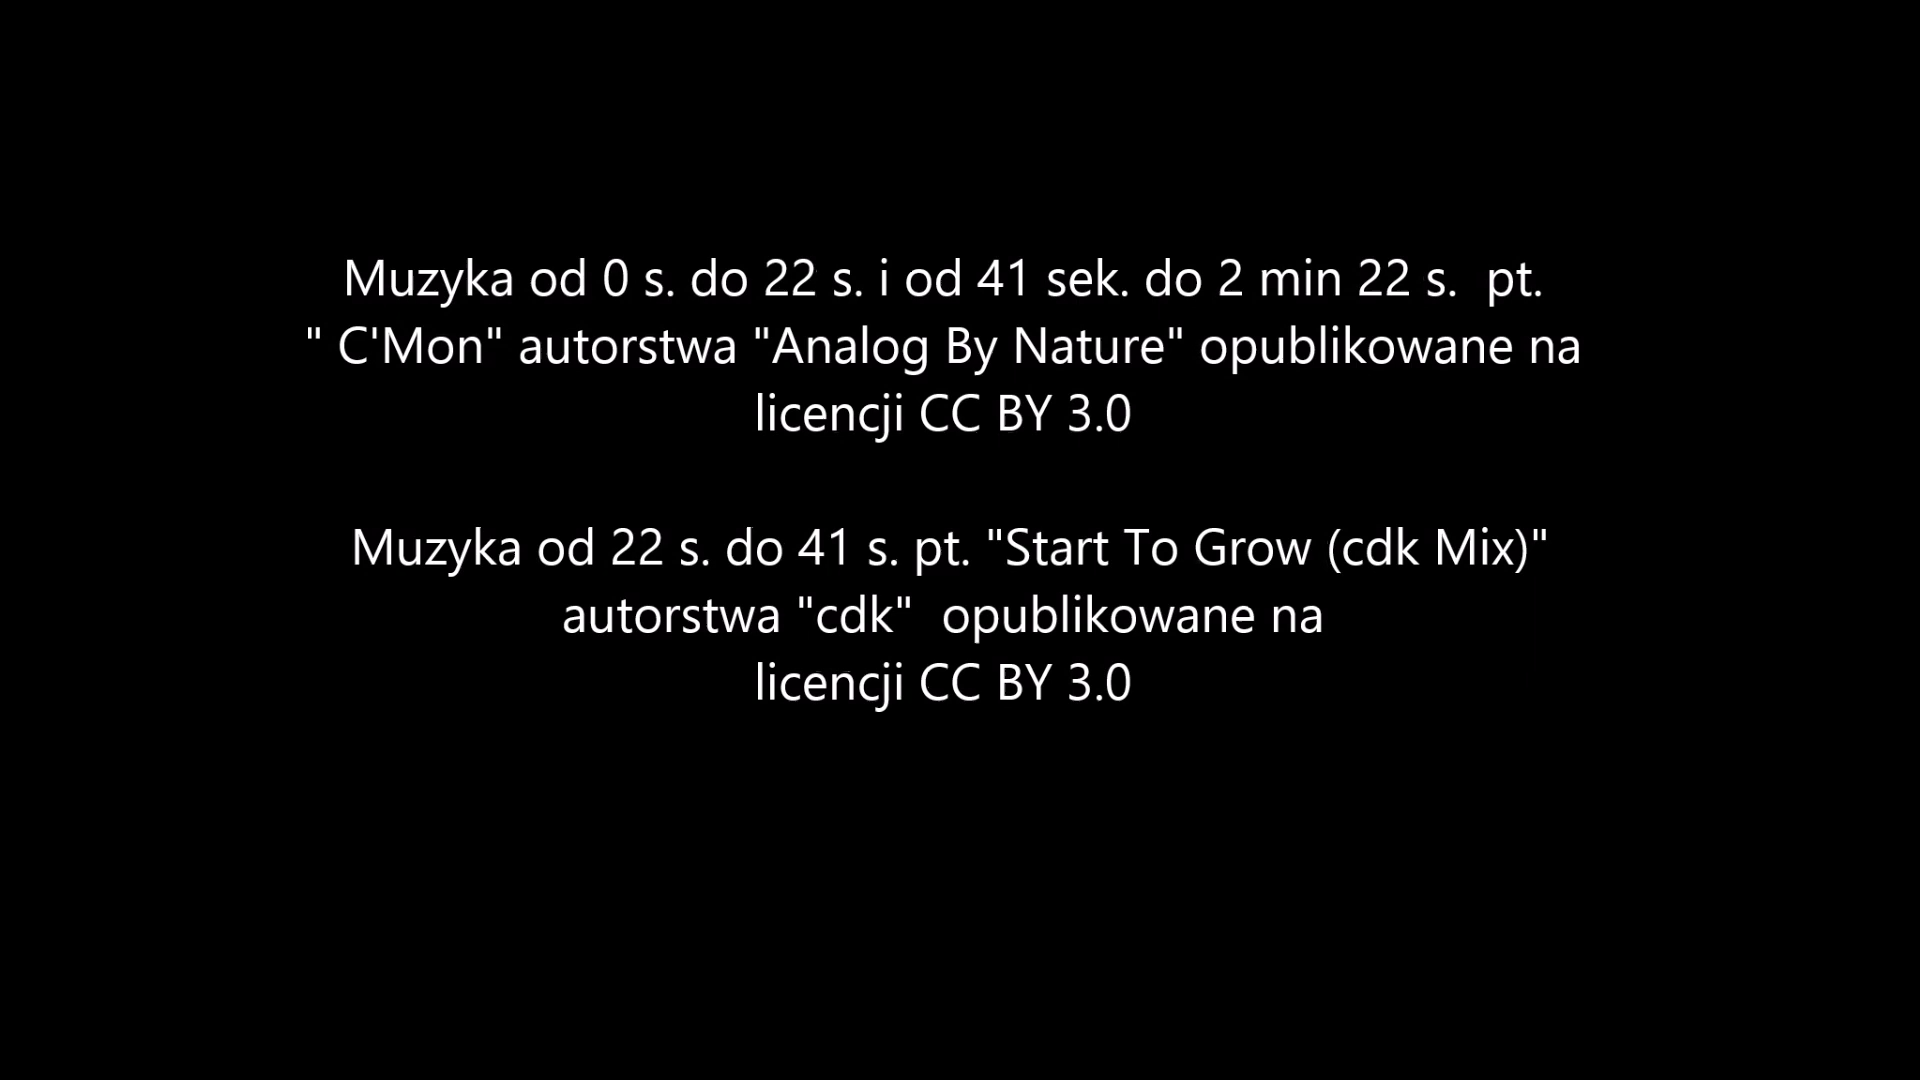 Muzyka od 0 s. do 22 s. i od 41 sek. do 2 min 22 s.  pt.
" C'Mon" autorstwa "Analog By Nature" opublikowane na
licencji CC BY 3.0
Muzyka od 22 s. do 41 s. pt. "Start To Grow (cdk Mix)"
autorstwa "cdk"  opublikowane na
licencji CC BY 3.0